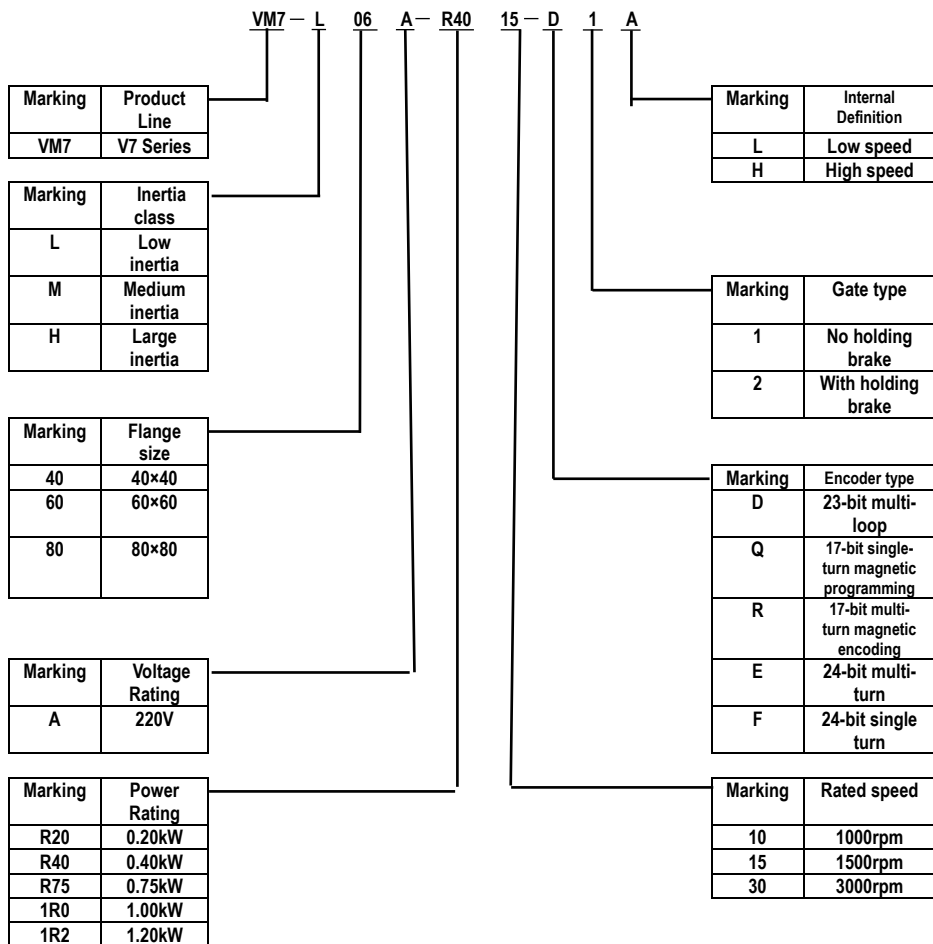 VM7 — L 06 A — R40 15 — D 1 A
Marking Product
Line
VM7 V7 Series
Marking Inertia
class
L Low
inertia
M Medium
inertia
H Large
inertia
Marking Flange
size
40 40×40
60 60×60
80 80×80
Marking Voltage
Rating
A 220V
Marking Power
Rating
R20 0.20kW
R40 0.40kW
R75 0.75kW
1R0 1.00kW
1R2 1.20kW
Marking Internal
Definition
L Low speed
H High speed
Marking Gate type
1 No holding
brake
2 With holding
brake
Marking Encoder type
D 23-bit multi-
loop
Q 17-bit single-
turn magnetic
programming
R 17-bit multi-
turn magnetic
encoding
E 24-bit multi-
turn
F 24-bit single
turn
Marking Rated speed
10 1000rpm
15 1500rpm
30 3000rpm